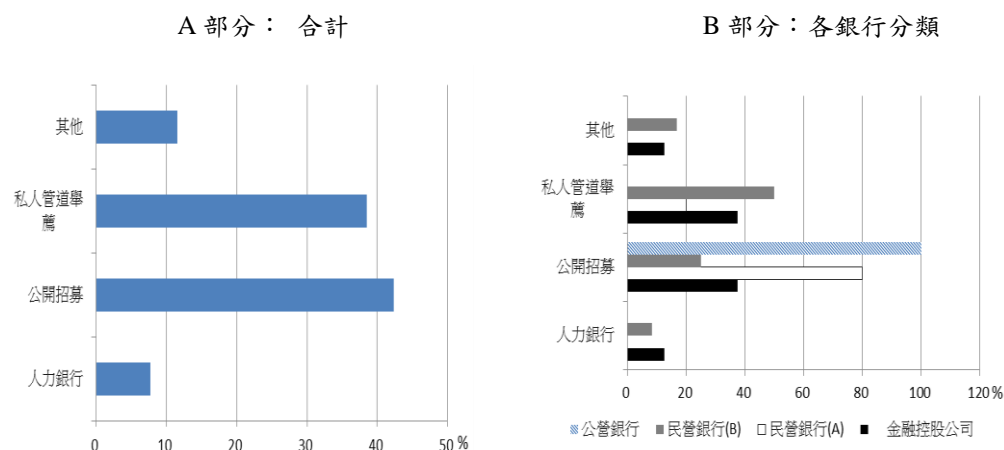 A 部分： 合計
其他
私人管道舉
薦
公開招募
人力銀行
0 10 20 30 40 50 %
B 部分：各銀行分類
其他
私人管道舉
薦
公開招募
人力銀行
0 20 40 60 80 100 120 %
公營銀行 民營銀行(B) 民營銀行(A) 金融控股公司